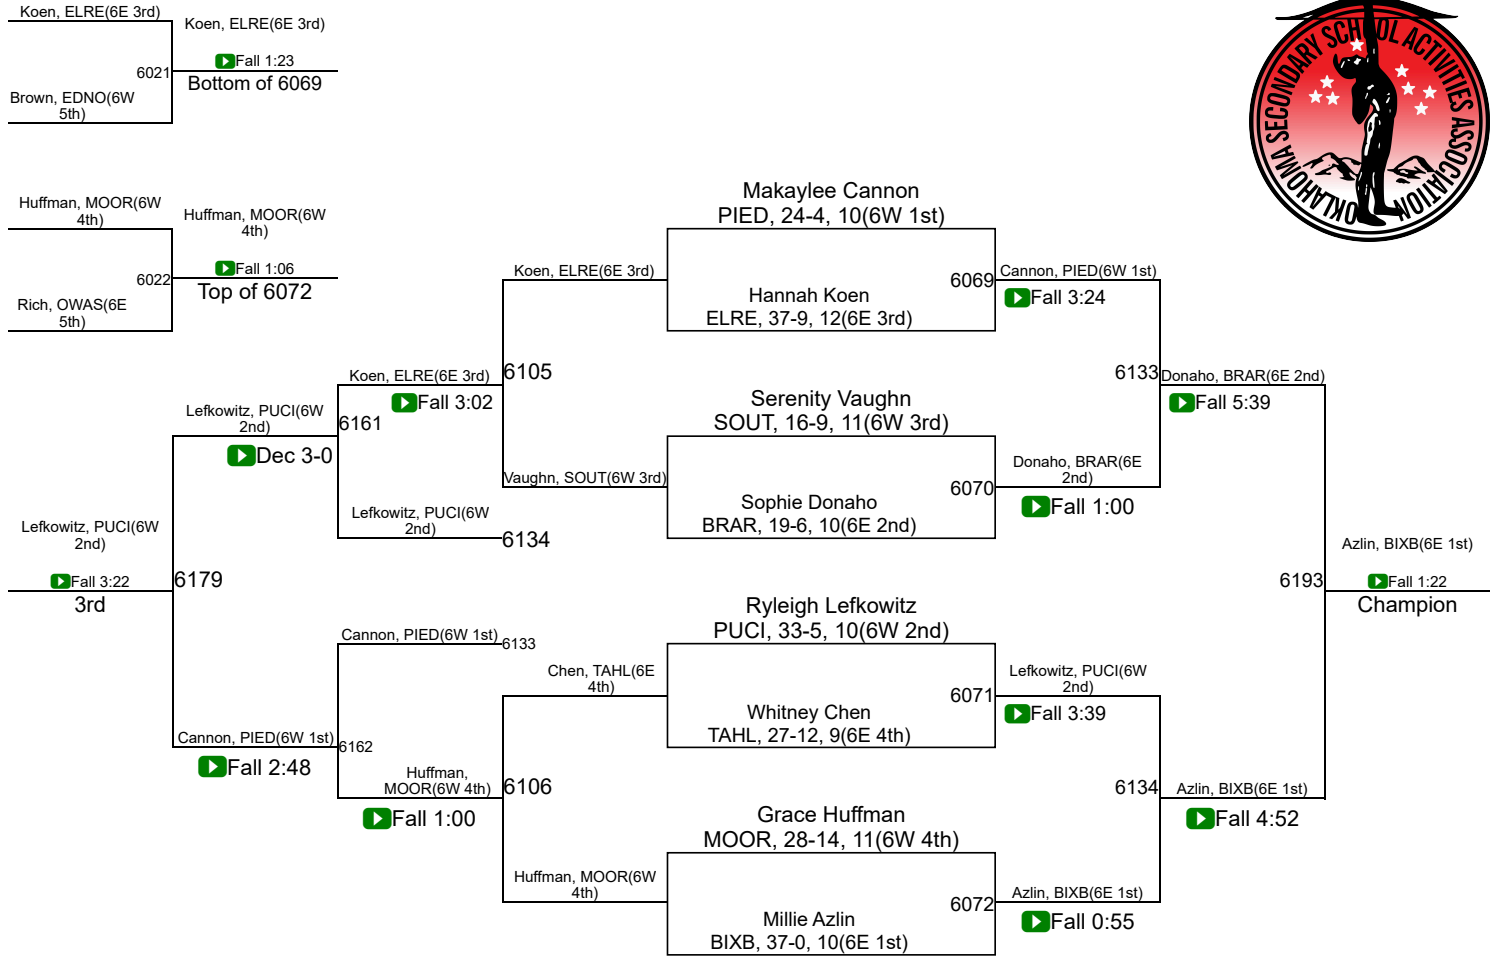 Koen, ELRE(6E 3rd)
Koen, ELRE(6E 3rd)
Fall 1:23
6021
Bottom of 6069
Brown, EDNO(6W
5th)
Huffman, MOOR(6W
4th)
Huffman, MOOR(6W
4th)
Fall 1:06
6022
Top of 6072
Rich, OWAS(6E
5th)
OKLAHOMA SECONDARY SCHOOL ACTIVITIES ASSOCIATION
Makaylee Cannon
PIED, 24-4, 10(6W 1st)
Koen, ELRE(6E 3rd)
6069
Cannon, PIED(6W 1st)
Fall 3:24
Hannah Koen
ELRE, 37-9, 12(6E 3rd)
Koen, ELRE(6E 3rd)
6105
Fall 3:02
6133
Donaho, BRAR(6E 2nd)
Fall 5:39
Lefkowitz, PUCI(6W
2nd)
6161
Dec 3-0
Serenity Vaughn
SOUT, 16-9, 11(6W 3rd)
Vaughn, SOUT(6W 3rd)
6070
Donaho, BRAR(6E
2nd)
Fall 1:00
Sophie Donaho
BRAR, 19-6, 10(6E 2nd)
Lefkowitz, PUCI(6W
2nd)
6134
Lefkowitz, PUCI(6W
2nd)
Fall 3:22
3rd
6179
Azlin, BIXB(6E 1st)
6193
Fall 1:22
Champion
Ryleigh Lefkowitz
PUCI, 33-5, 10(6W 2nd)
Cannon, PIED(6W 1st)
6133
Chen, TAHL(6E
4th)
6071
Lefkowitz, PUCI(6W
2nd)
Fall 3:39
Whitney Chen
TAHL, 27-12, 9(6E 4th)
Cannon, PIED(6W 1st)
6162
Fall 2:48
Huffman,
MOOR(6W 4th)
6106
Fall 1:00
6134
Azlin, BIXB(6E 1st)
Fall 4:52
Grace Huffman
MOOR, 28-14, 11(6W 4th)
Huffman, MOOR(6W
4th)
6072
Azlin, BIXB(6E 1st)
Fall 0:55
Millie Azlin
BIXB, 37-0, 10(6E 1st)